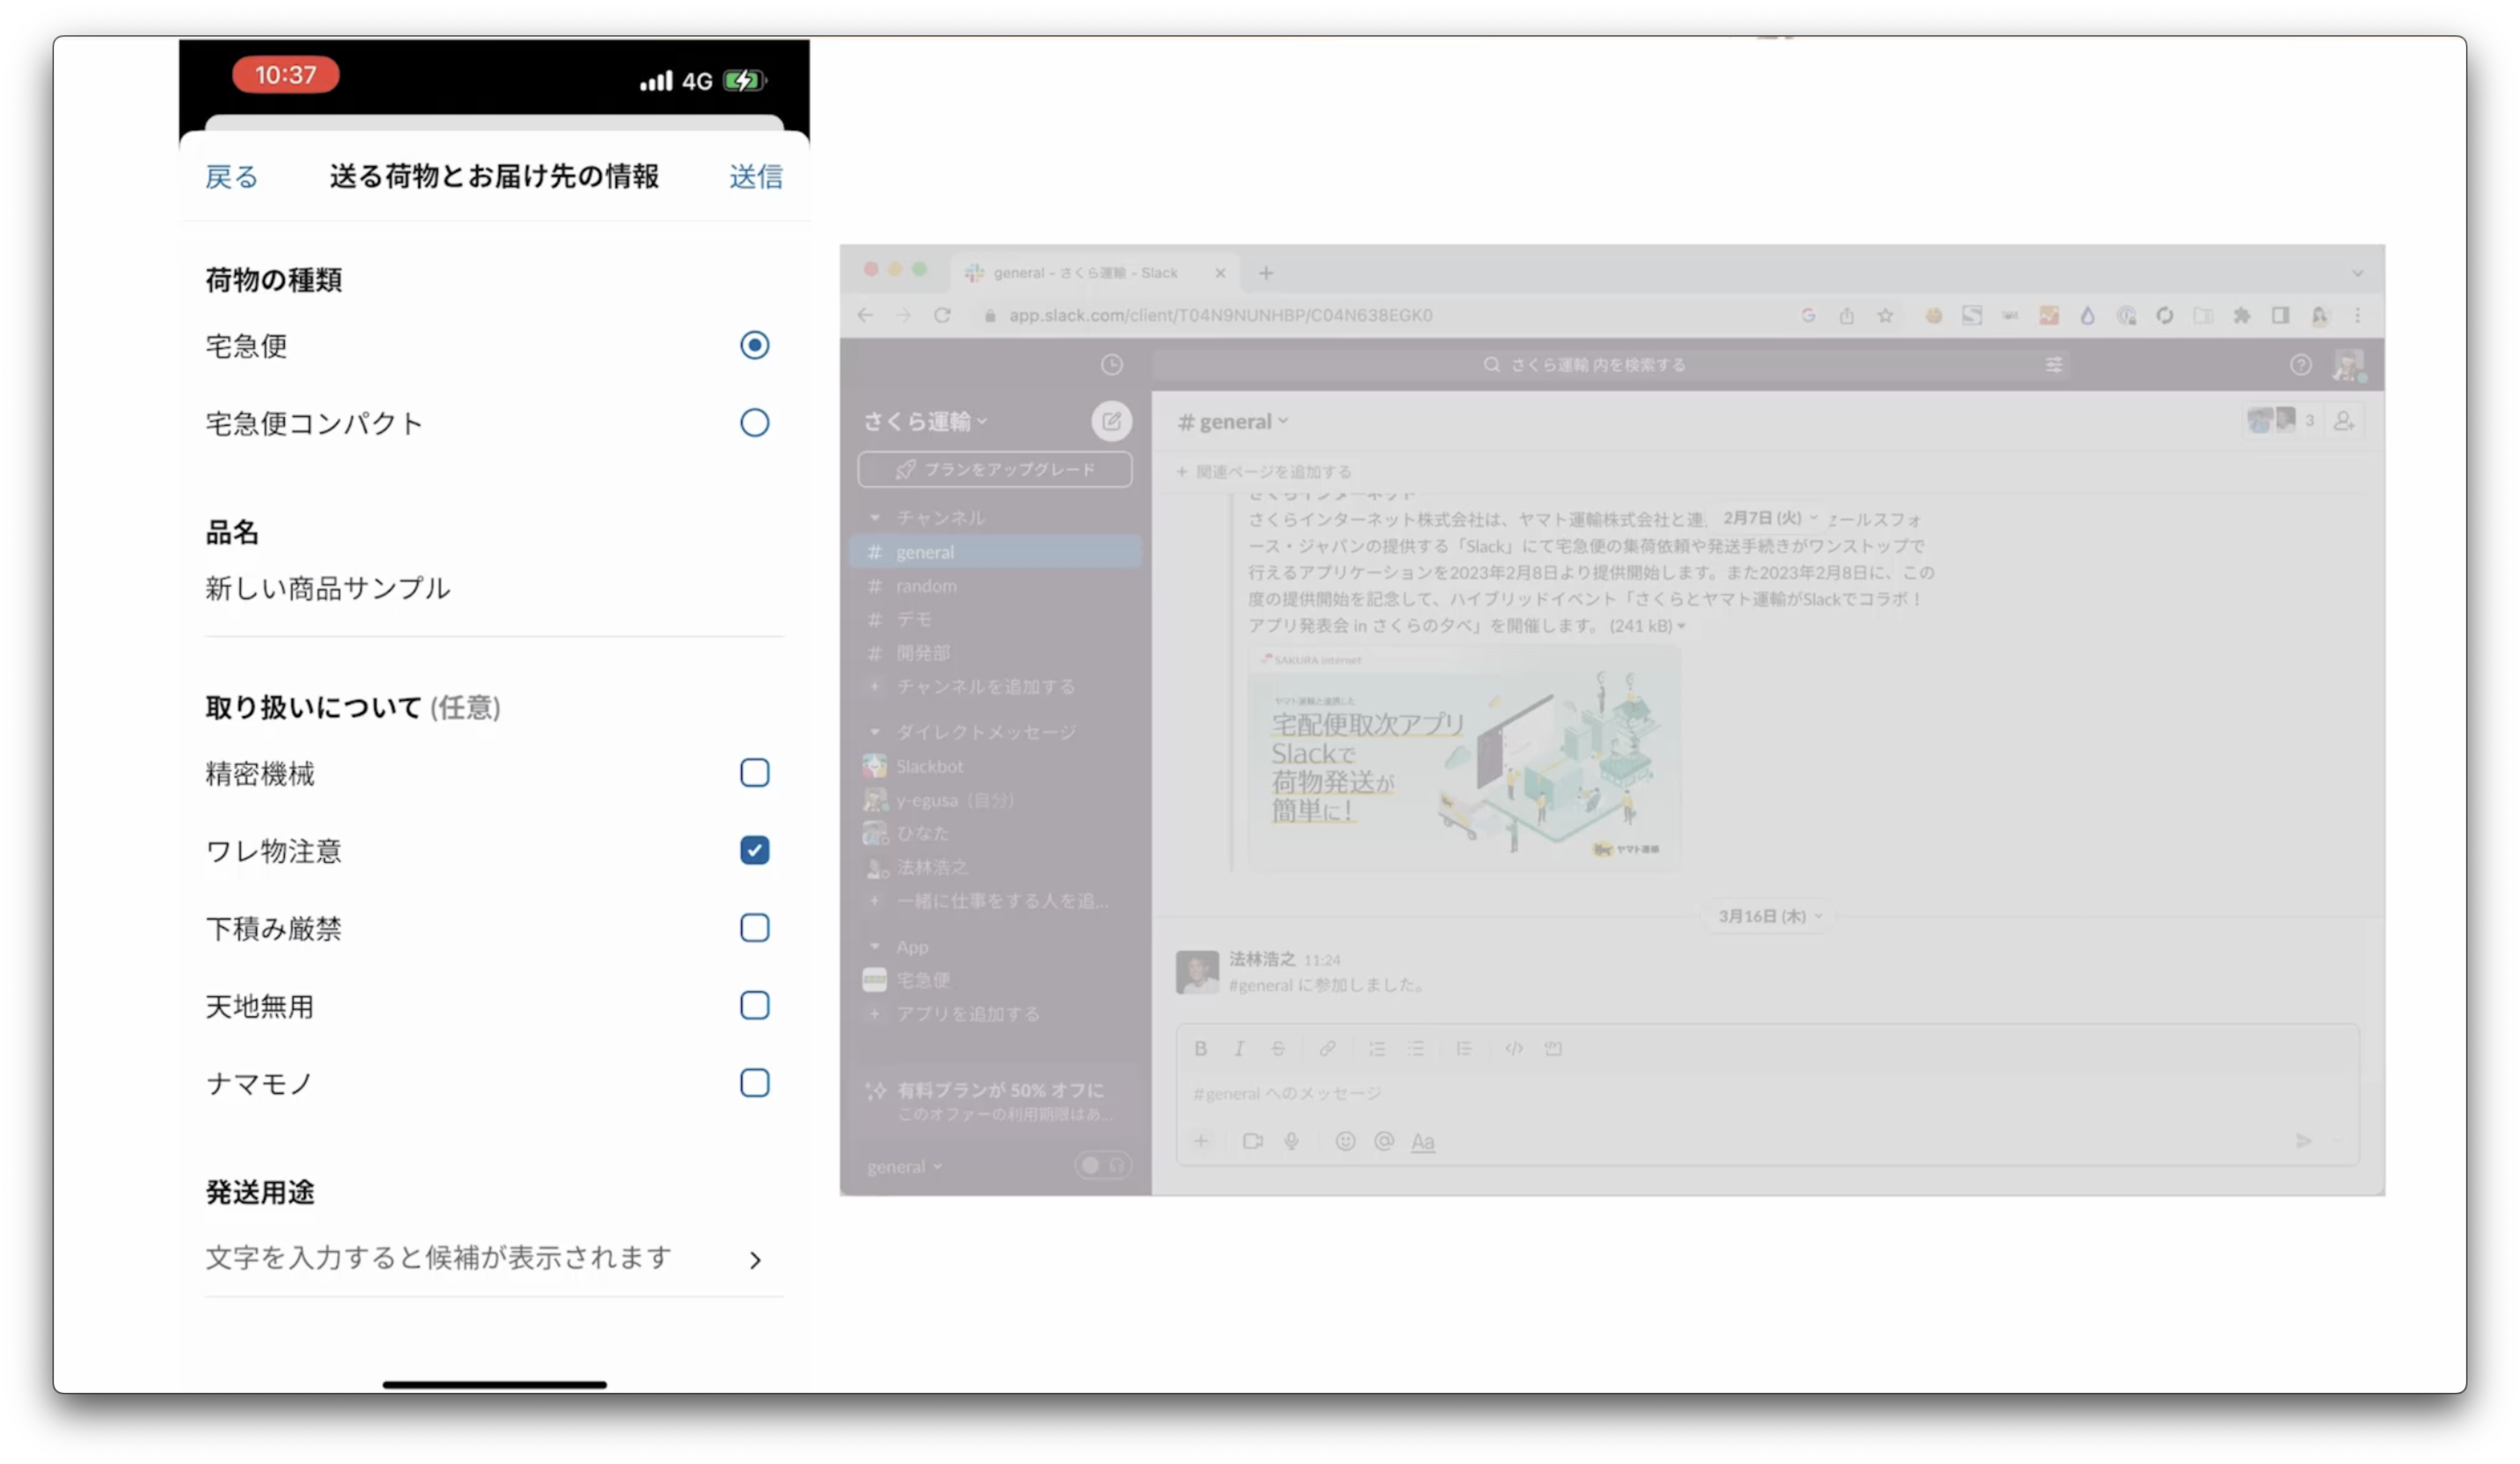 10:37
4G
戻る 送る荷物とお届け先の情報 送信
荷物の種類
宅急便
宅急便コンパクト
品名
新しい商品サンプル
取り扱いについて (任意)
精密機械
ワレ物注意
下積み厳禁
天地無用
ナマモノ
発送用途
文字を入力すると候補が表示されます
general - さくら運輸 - Slack
app.slack.com/client/T04N9NUNHBP/C04N638EGK0
さくら運輸 内を検索する
さくら運輸
プランをアップグレード
チャンネル
# general
# random
# デモ
# 開発部
+ チャンネルを追加する
ダイレクトメッセージ
Slackbot
y-egusa (自分)
ひなた
法林浩之
+ 一緒に仕事をする人を追...
App
宅急便
+ アプリを追加する
有料プランが 50% オフに
このオファーの利用期限はあ...
general
# general
3
+ 関連ページを追加する
さくらインターネット
さくらインターネット株式会社は、ヤマト運輸株式会社と連
2月7日 (火)
ールスフォ
ース・ジャパンの提供する「Slack」にて宅急便の集荷依頼や発送手続きがワンストップで
行えるアプリケーションを2023年2月8日より提供開始します。また2023年2月8日に、この
度の提供開始を記念して、ハイブリッドイベント「さくらとヤマト運輸がSlackでコラボ！
アプリ発表会 in さくらの夕べ」を開催します。 (241 kB)
SAKURA internet
ヤマト運輸と連携した
宅配便取次アプリ
Slackで
荷物発送が
簡単に!
ヤマト運輸
3月16日 (木)
法林浩之 11:24
#general に参加しました。
B I S
#general へのメッセージ
@ Aa